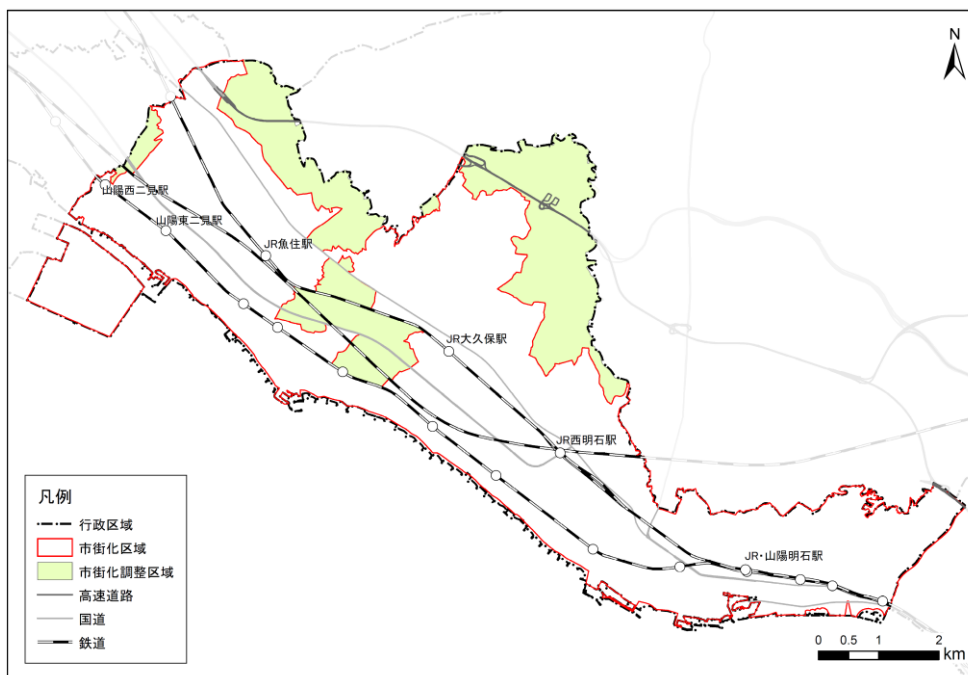 N
山陽西二見駅
山陽東二見駅
JR魚住駅
JR大久保駅
JR西明石駅
JR・山陽明石駅
凡例
行政区域
市街化区域
市街化調整区域
高速道路
国道
鉄道
0 0.5 1 2
km